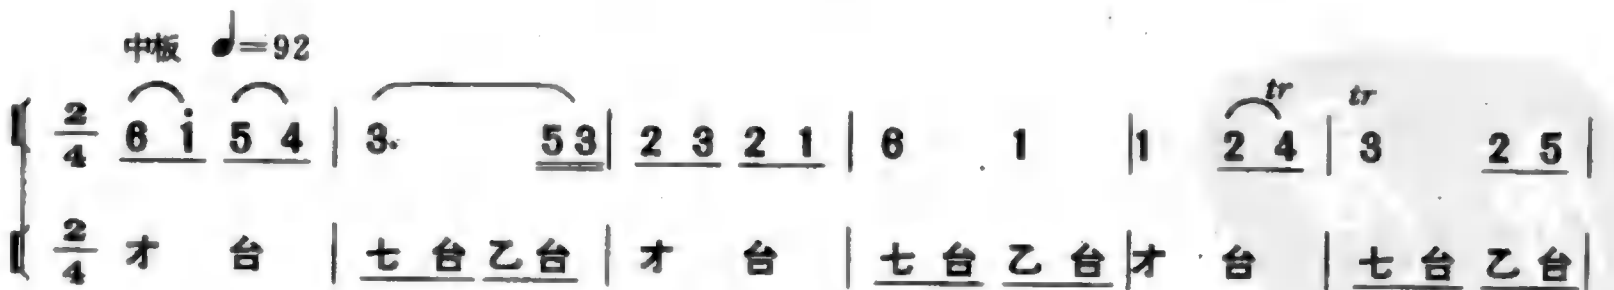 中板 ♩=92
2/4 6 i 5 4 | 3. 5 3 | 2 3 2 1 | 6 1 | 1 2 4 tr | 3 tr 2 5 |
2/4 才 台 | 七 台 乙 台 | 才 台 | 七 台 乙 台 | 才 台 | 七 台 乙 台 |